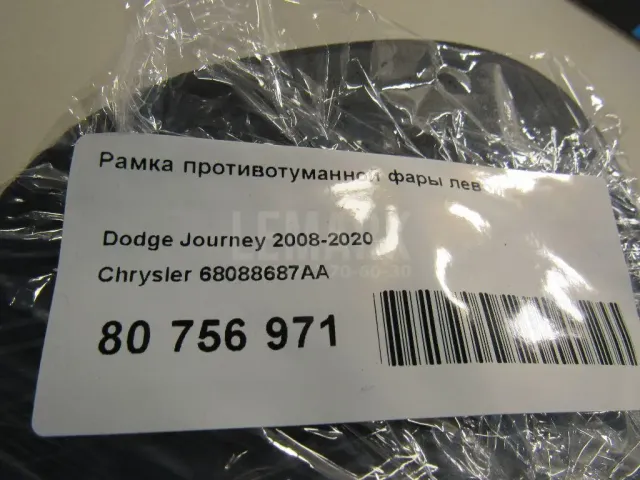 Рамка противотуманной фары лев
Dodge Journey 2008-2020
Chrysler 68088687AA
80 756 971